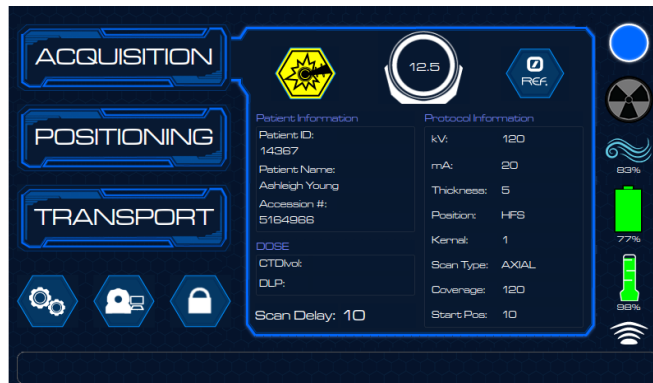 ACQUISITION
POSITIONING
TRANSPORT
12.5
0
REF.
Patient Information
Patient ID:
14367
Patient Name:
Ashleigh Young
Accession #:
5164966
DOSE
CTDIvol:
DLP:
Scan Delay: 10
Protocol Information
kV: 120
mA: 20
Thickness: 5
Position: HFS
Kernal: 1
Scan Type: AXIAL
Coverage: 120
Start Pos: 10
83%
77%
98%